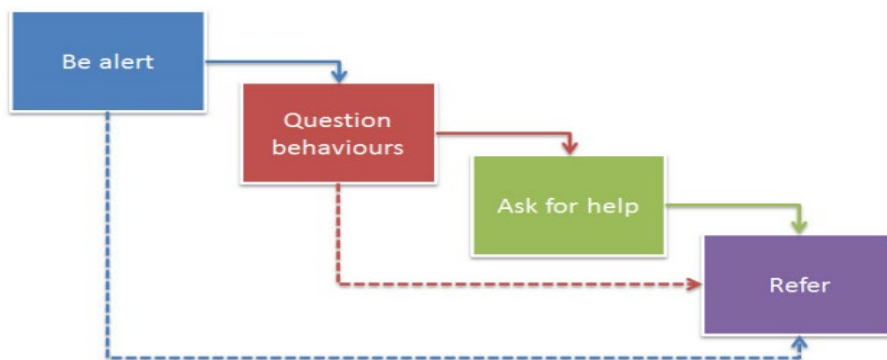 Be alert
Question
behaviours
Ask for help
Refer